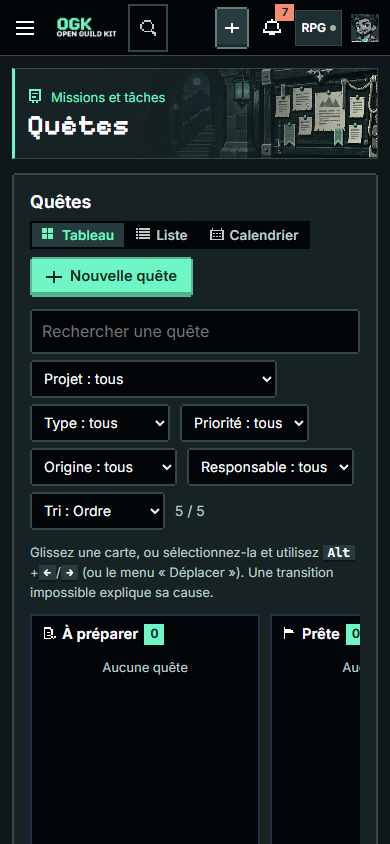 OGK
OPEN GUILD KIT
7
RPG
Missions et tâches
Quêtes
Quêtes
Tableau
Liste
Calendrier
+ Nouvelle quête
Rechercher une quête
Projet : tous
Type : tous
Priorité : tous
Origine : tous
Responsable : tous
Tri : Ordre
5 / 5
Glissez une carte, ou sélectionnez-la et utilisez Alt
+←/→ (ou le menu « Déplacer »). Une transition
impossible explique sa cause.
À préparer 0
Prête 0
Aucune quête
Au